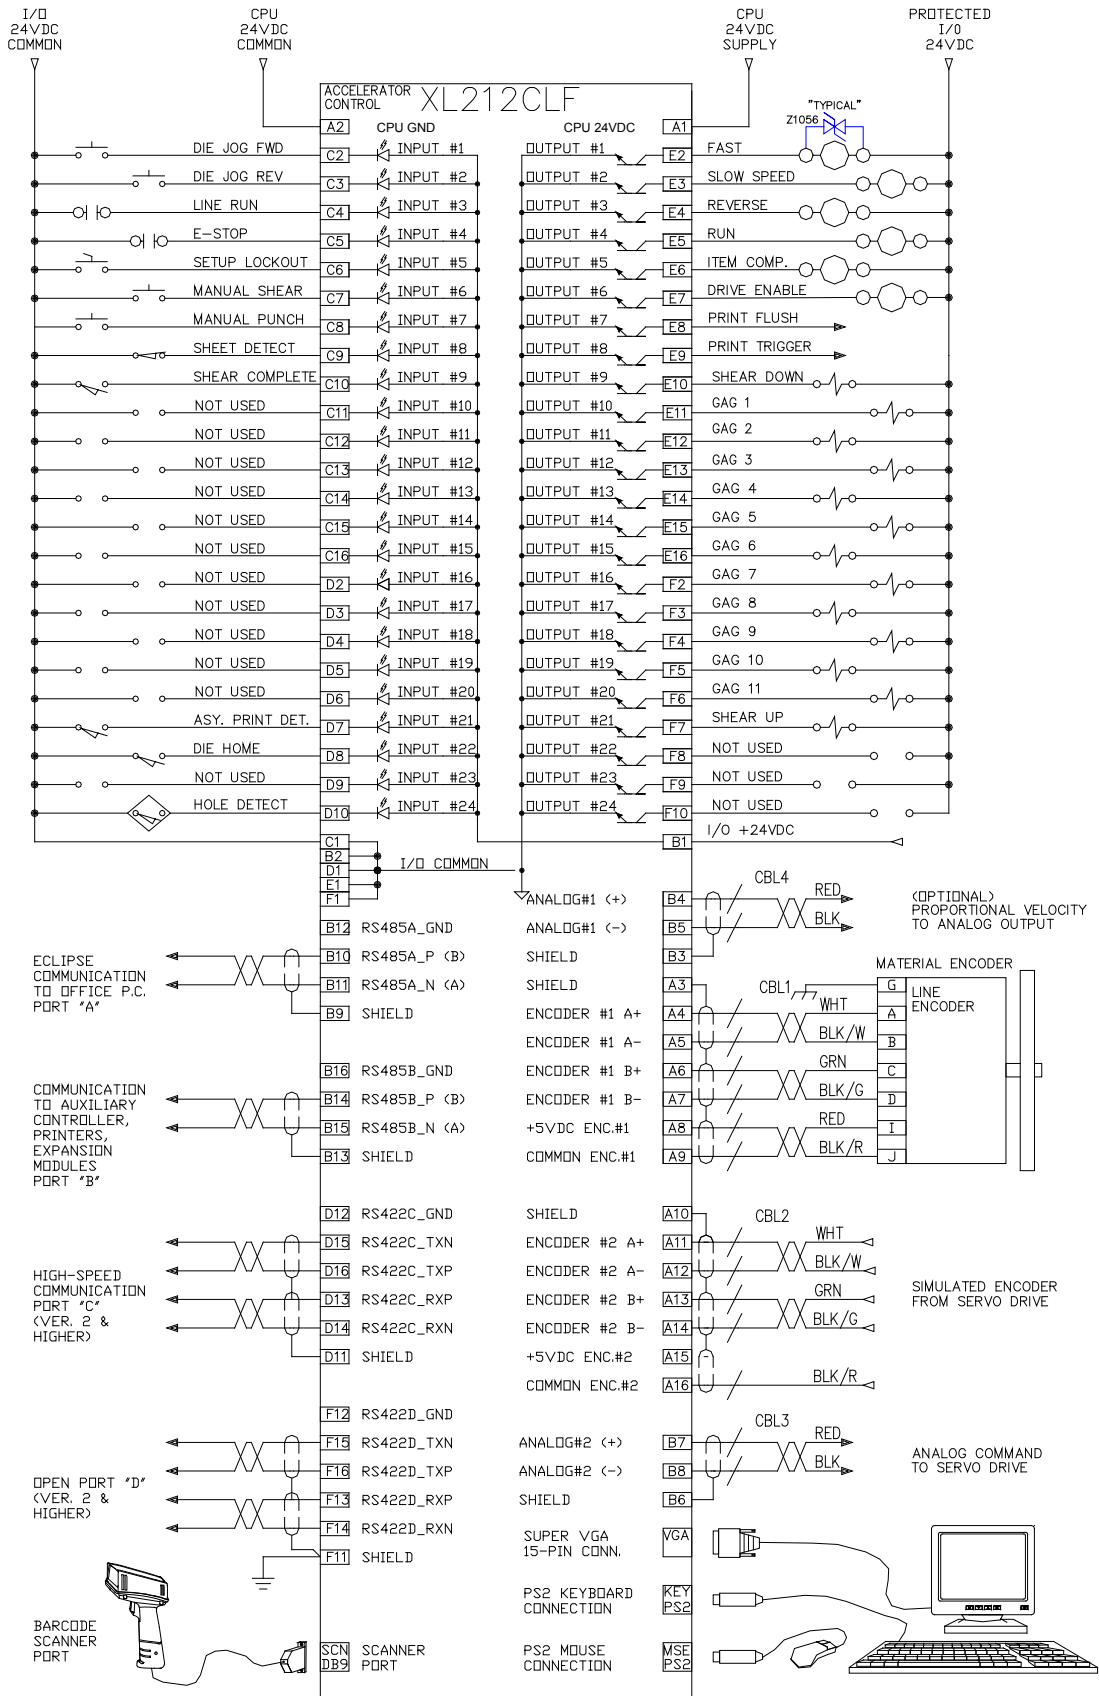 I/O
24VDC
COMMON
CPU
24VDC
COMMON
CPU
24VDC
SUPPLY
PROTECTED
I/O
24VDC
ACCELERATOR
CONTROL
XL212CLF
"TYPICAL"
Z1056
A2 CPU GND CPU 24VDC A1
DIE JOG FWD C2 INPUT #1 OUTPUT #1 E2 FAST
DIE JOG REV C3 INPUT #2 OUTPUT #2 E3 SLOW SPEED
LINE RUN C4 INPUT #3 OUTPUT #3 E4 REVERSE
E-STOP C5 INPUT #4 OUTPUT #4 E5 RUN
SETUP LOCKOUT C6 INPUT #5 OUTPUT #5 E6 ITEM COMP.
MANUAL SHEAR C7 INPUT #6 OUTPUT #6 E7 DRIVE ENABLE
MANUAL PUNCH C8 INPUT #7 OUTPUT #7 E8 PRINT FLUSH
SHEET DETECT C9 INPUT #8 OUTPUT #8 E9 PRINT TRIGGER
SHEAR COMPLETE C10 INPUT #9 OUTPUT #9 E10 SHEAR DOWN
NOT USED C11 INPUT #10 OUTPUT #10 E11 GAG 1
NOT USED C12 INPUT #11 OUTPUT #11 E12 GAG 2
NOT USED C13 INPUT #12 OUTPUT #12 E13 GAG 3
NOT USED C14 INPUT #13 OUTPUT #13 E14 GAG 4
NOT USED C15 INPUT #14 OUTPUT #14 E15 GAG 5
NOT USED C16 INPUT #15 OUTPUT #15 E16 GAG 6
NOT USED D2 INPUT #16 OUTPUT #16 F2 GAG 7
NOT USED D3 INPUT #17 OUTPUT #17 F3 GAG 8
NOT USED D4 INPUT #18 OUTPUT #18 F4 GAG 9
NOT USED D5 INPUT #19 OUTPUT #19 F5 GAG 10
NOT USED D6 INPUT #20 OUTPUT #20 F6 GAG 11
ASY. PRINT DET. D7 INPUT #21 OUTPUT #21 F7 SHEAR UP
DIE HOME D8 INPUT #22 OUTPUT #22 F8 NOT USED
NOT USED D9 INPUT #23 OUTPUT #23 F9 NOT USED
HOLE DETECT D10 INPUT #24 OUTPUT #24 F10 NOT USED
C1 B1 I/O +24VDC
B2
D1 I/O COMMON
E1
F1
ANALOG#1 (+) B4 CBL4 RED
ANALOG#1 (-) B5 BLK
SHIELD B3
(OPTIONAL)
PROPORTIONAL VELOCITY
TO ANALOG OUTPUT
B12 RS485A_GND
B10 RS485A_P (B)
B11 RS485A_N (A)
B9 SHIELD
ECLIPSE
COMMUNICATION
TO OFFICE P.C.
PORT "A"
MATERIAL ENCODER
SHIELD A3 CBL1 G
LINE
ENCODER
ENCODER #1 A+ A4 WHT A
ENCODER #1 A- A5 BLK/W B
ENCODER #1 B+ A6 GRN C
ENCODER #1 B- A7 BLK/G D
+5VDC ENC.#1 A8 RED I
COMMON ENC.#1 A9 BLK/R J
B16 RS485B_GND
B14 RS485B_P (B)
B15 RS485B_N (A)
B13 SHIELD
COMMUNICATION
TO AUXILIARY
CONTROLLER,
PRINTERS,
EXPANSION
MODULES
PORT "B"
D12 RS422C_GND
D15 RS422C_TXN
D16 RS422C_TXP
D13 RS422C_RXP
D14 RS422C_RXN
D11 SHIELD
HIGH-SPEED
COMMUNICATION
PORT "C"
(VER. 2 &
HIGHER)
SHIELD A10 CBL2
ENCODER #2 A+ A11 WHT
ENCODER #2 A- A12 BLK/W
ENCODER #2 B+ A13 GRN
ENCODER #2 B- A14 BLK/G
+5VDC ENC.#2 A15
COMMON ENC.#2 A16 BLK/R
SIMULATED ENCODER
FROM SERVO DRIVE
F12 RS422D_GND
F15 RS422D_TXN
F16 RS422D_TXP
F13 RS422D_RXP
F14 RS422D_RXN
F11 SHIELD
OPEN PORT "D"
(VER. 2 &
HIGHER)
CBL3
ANALOG#2 (+) B7 RED
ANALOG#2 (-) B8 BLK
SHIELD B6
ANALOG COMMAND
TO SERVO DRIVE
SUPER VGA
15-PIN CONN.
VGA
PS2 KEYBOARD
CONNECTION
KEY
PS2
BARCODE
SCANNER
PORT
SCN
DB9
SCANNER
PORT
PS2 MOUSE
CONNECTION
MSE
PS2